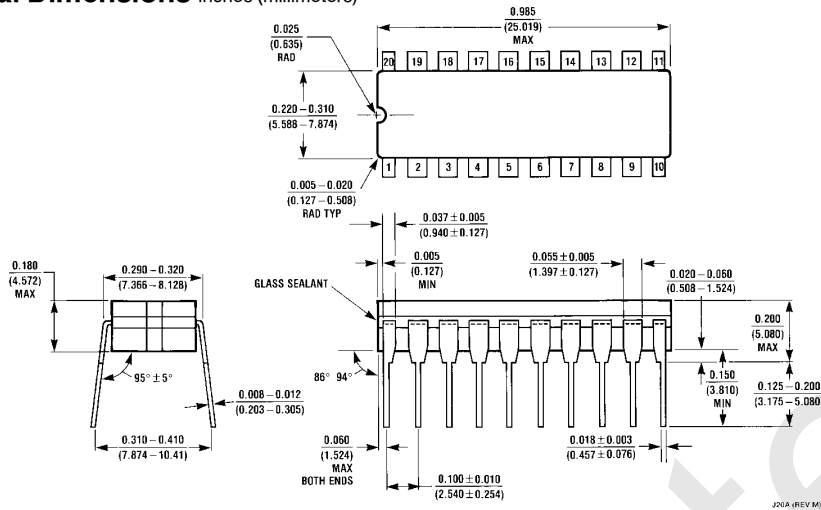 al Dimensions inches (millimeters)
0.985
(25.019)
MAX
0.025
(0.635)
RAD
20 19 18 17 16 15 14 13 12 11
0.220 – 0.310
(5.588 – 7.874)
1 2 3 4 5 6 7 8 9 10
0.005 – 0.020
(0.127 – 0.508)
RAD TYP
0.037 ± 0.005
(0.940 ± 0.127)
0.180
(4.572)
MAX
0.290 – 0.320
(7.366 – 8.128)
0.005
(0.127)
MIN
0.055 ± 0.005
(1.397 ± 0.127)
0.020 – 0.060
(0.508 – 1.524)
GLASS SEALANT
0.200
(5.080)
MAX
95° ± 5°
86° 94°
0.150
(3.810)
MIN
0.125 – 0.200
(3.175 – 5.080)
0.008 – 0.012
(0.203 – 0.305)
0.310 – 0.410
(7.874 – 10.41)
0.060
(1.524)
MAX
BOTH ENDS
0.100 ± 0.010
(2.540 ± 0.254)
0.018 ± 0.003
(0.457 ± 0.076)
J20A (REV M)